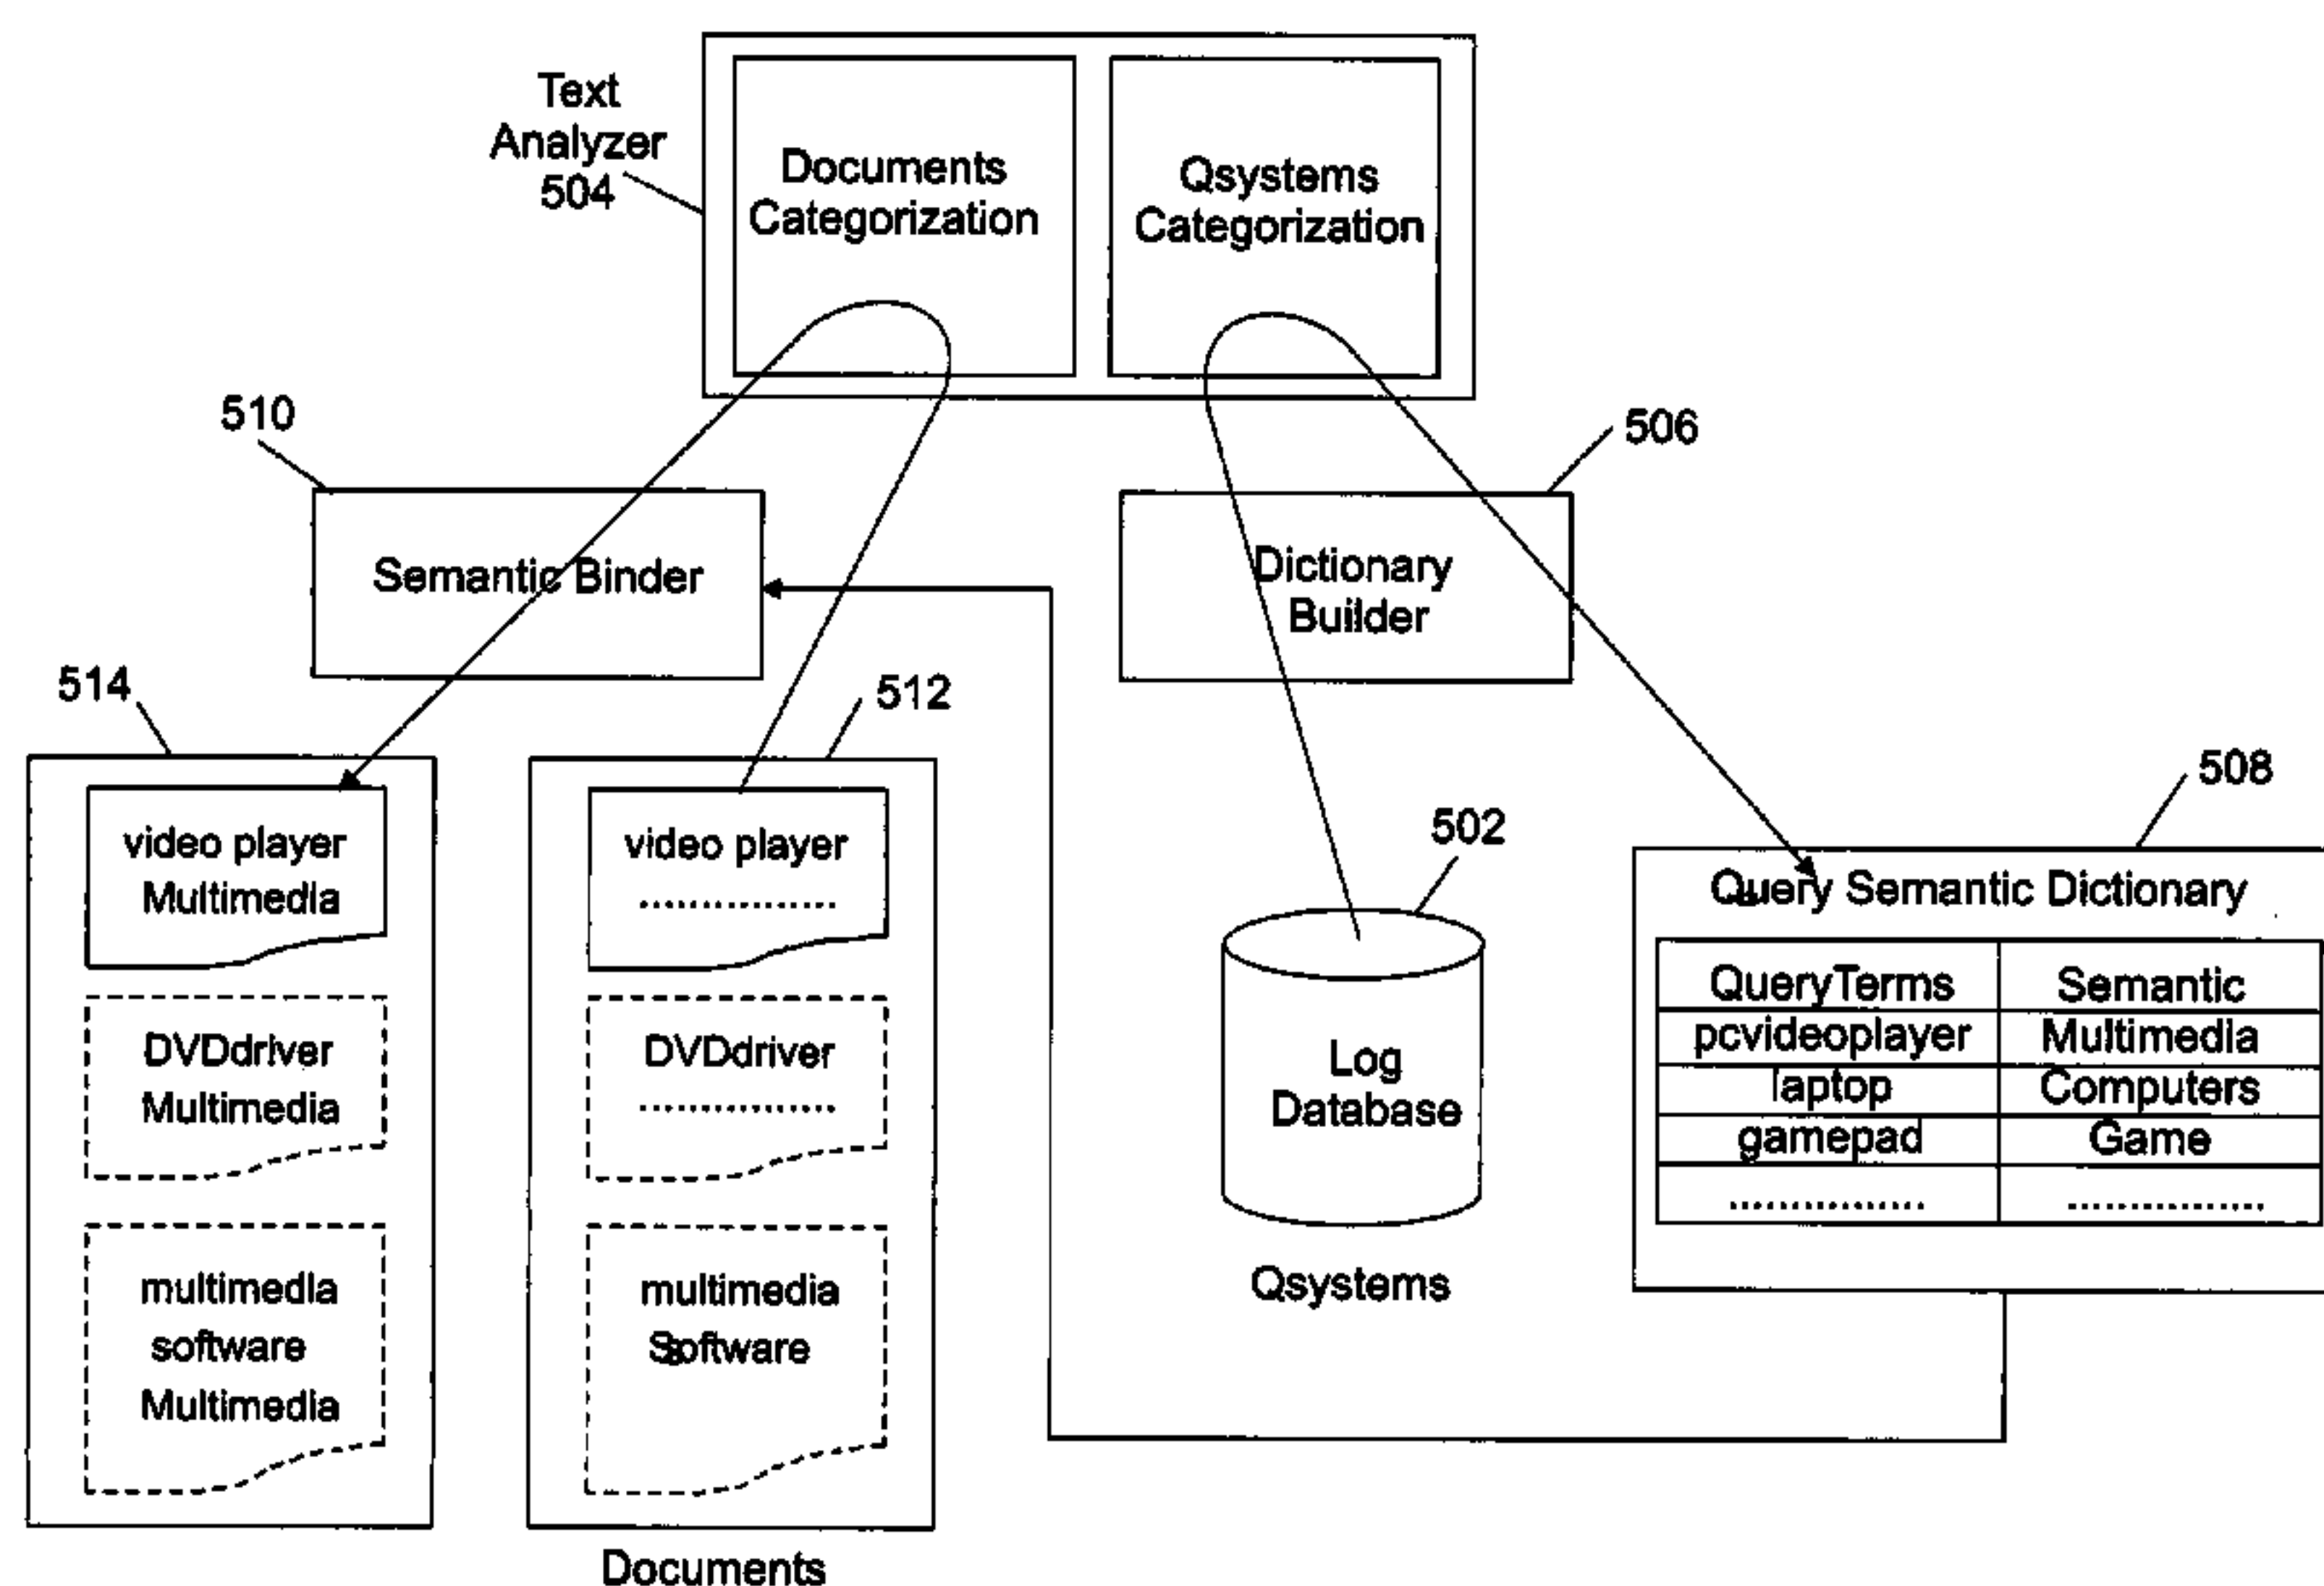 Text
Analyzer
504
Documents
Categorization
Qsystems
Categorization
510
506
Semantic Binder
Dictionary
Builder
514
512
508
video player
Multimedia
DVDdriver
Multimedia
multimedia
software
Multimedia
video player
...............
DVDdriver
...............
multimedia
Software
Documents
502
Log
Database
Qsystems
Query Semantic Dictionary
QueryTerms Semantic
pcvideoplayer Multimedia
laptop Computers
gamepad Game
............... ...............